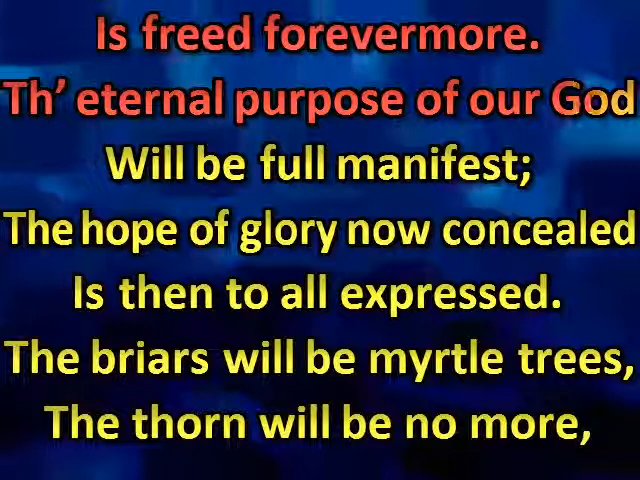 Is freed forevermore.
Th’ eternal purpose of our God
Will be full manifest;
The hope of glory now concealed
Is then to all expressed.
The briars will be myrtle trees,
The thorn will be no more,